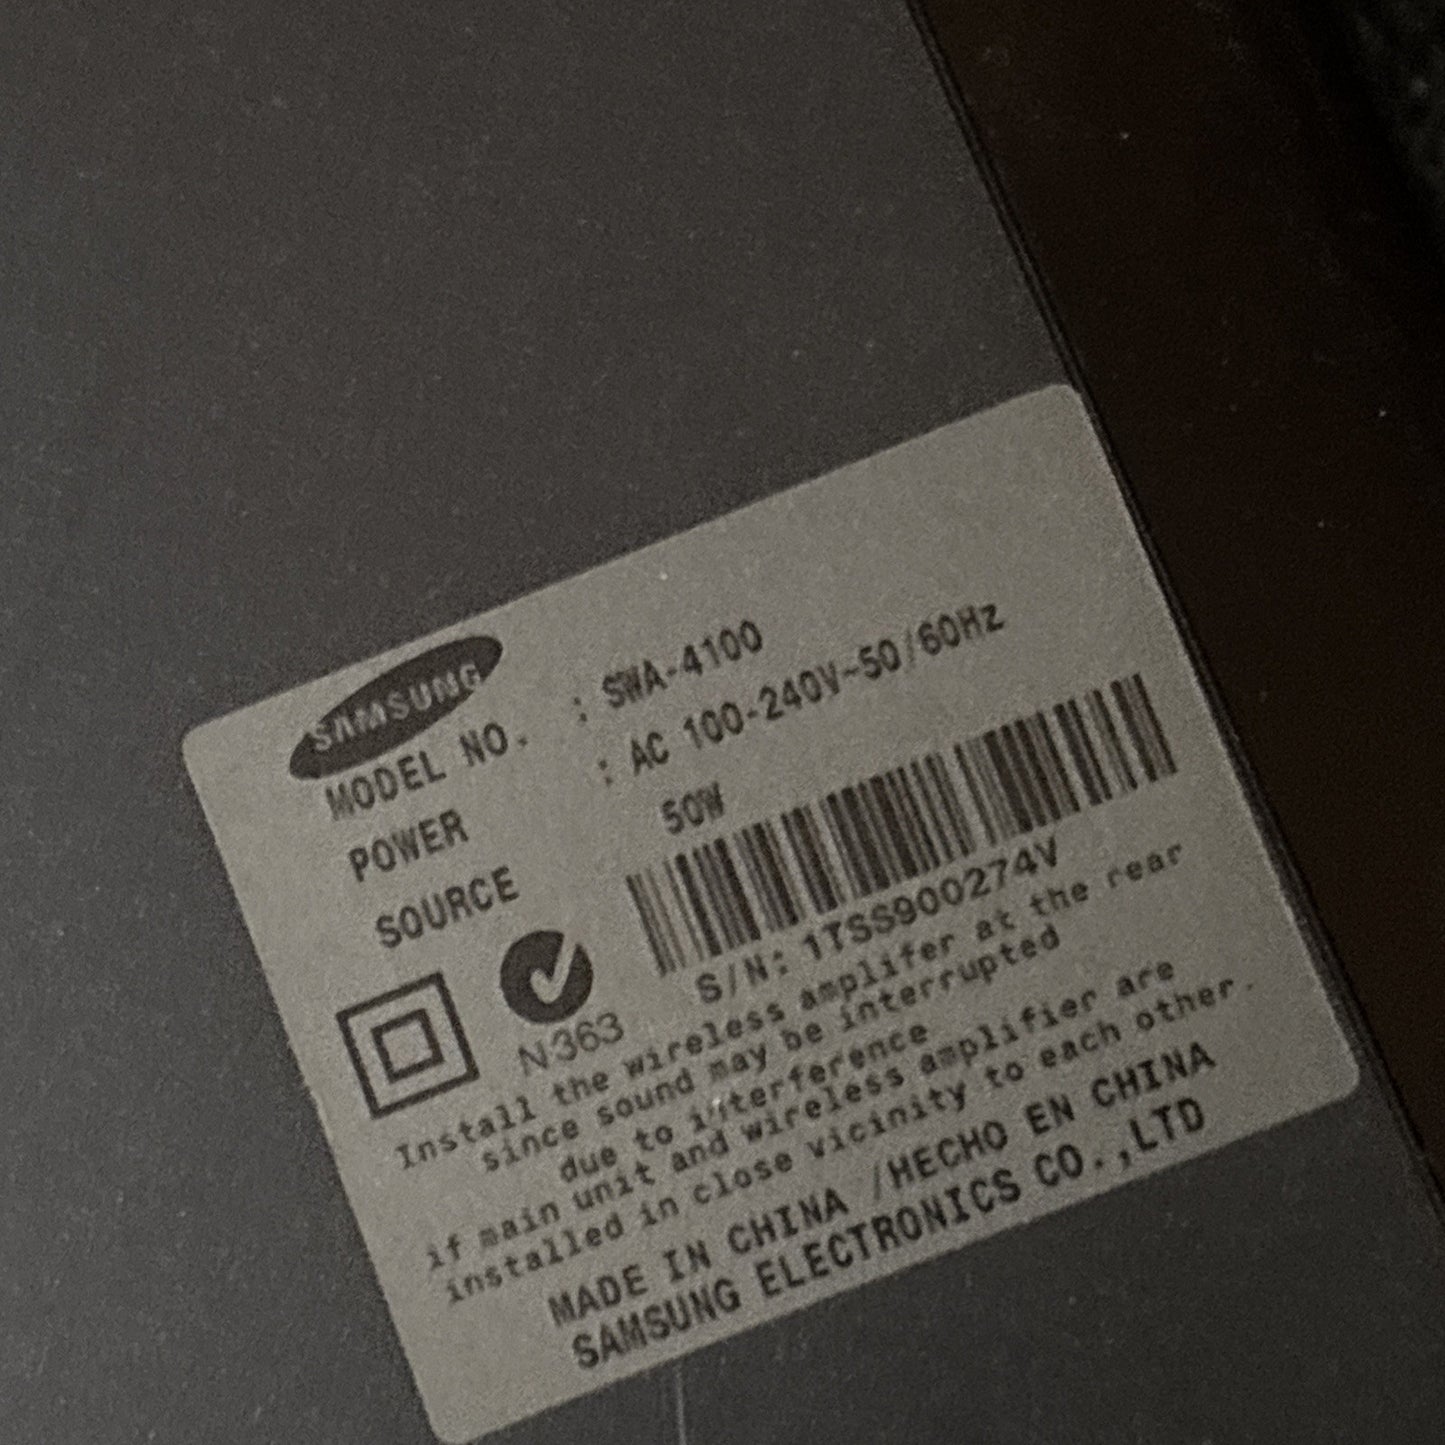 SAMSUNG
MODEL NO. : SWA-4100
POWER : AC 100-240V~50/60Hz
SOURCE 50W
N363
S/N: 1TSS900274V
Install the wireless amplifer at the rear
since sound may be interrupted
due to interference
if main unit and wireless amplifier are
installed in close vicinity to each other.
MADE IN CHINA /HECHO EN CHINA
SAMSUNG ELECTRONICS CO.,LTD